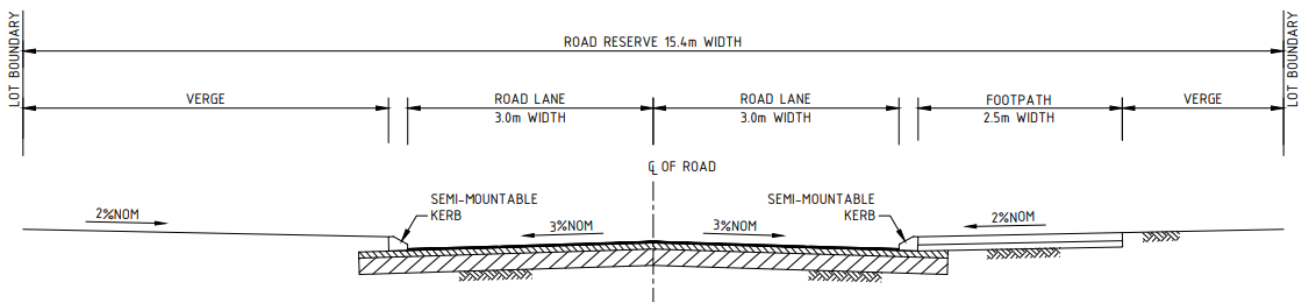 LOT BOUNDARY
ROAD RESERVE 15.4m WIDTH
LOT BOUNDARY
VERGE
ROAD LANE
3.0m WIDTH
ROAD LANE
3.0m WIDTH
FOOTPATH
2.5m WIDTH
VERGE
℄ OF ROAD
2%NOM
SEMI-MOUNTABLE
KERB
3%NOM
3%NOM
SEMI-MOUNTABLE
KERB
2%NOM